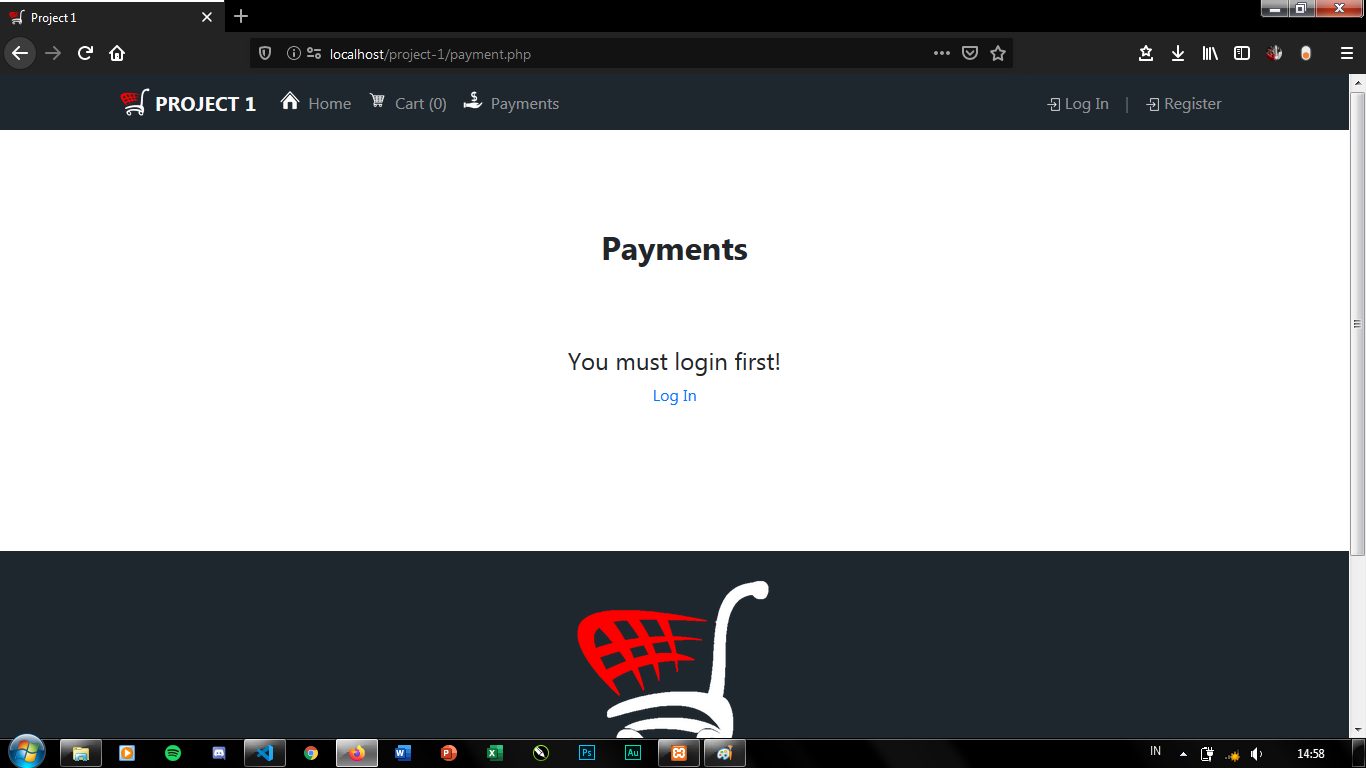 Project 1
localhost/project-1/payment.php
PROJECT 1 Home Cart (0) Payments Log In | Register
Payments
You must login first!
Log In
IN 14:58